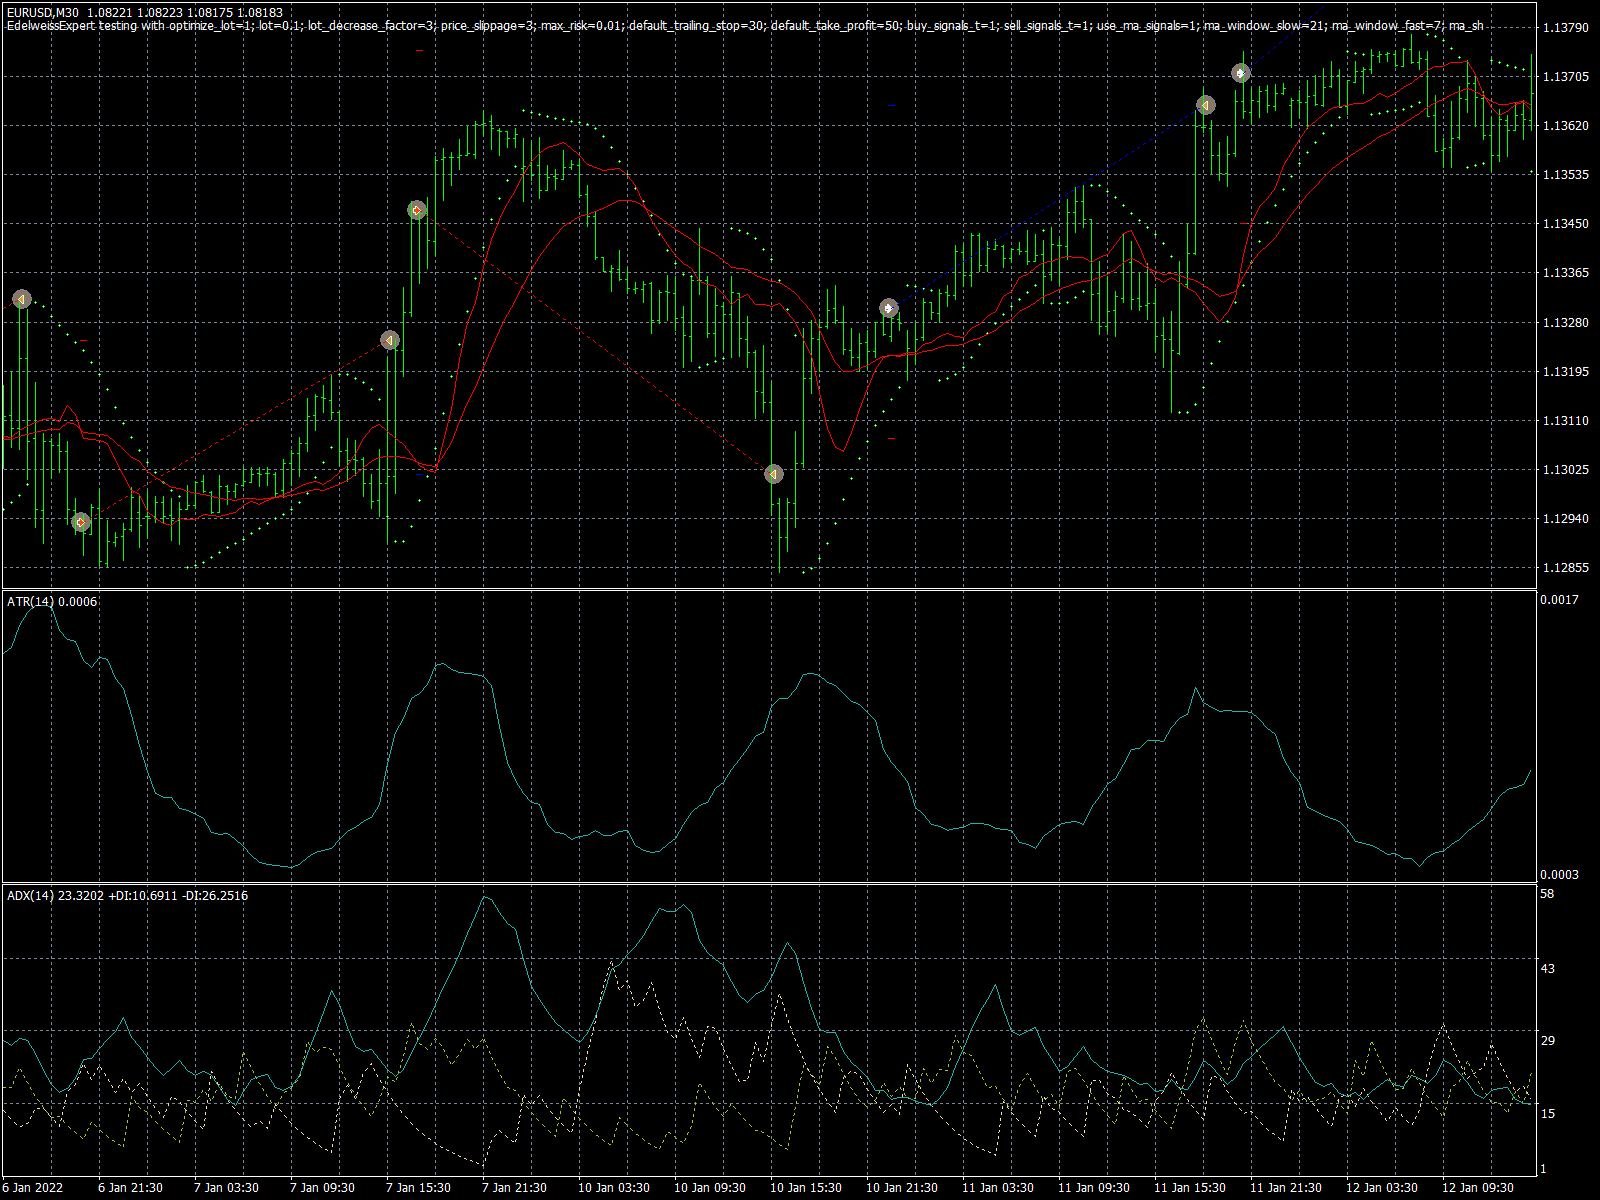 EURUSD,M30 1.08221 1.08223 1.08175 1.08183
EdelweissExpert testing with optimize_lot=1; lot=0.1; lot_decrease_factor=3; price_slippage=3; max_risk=0.01; default_trailing_stop=30; default_take_profit=50; buy_signals_t=1; sell_signals_t=1; use_ma_signals=1; ma_window_slow=21; ma_window_fast=7; ma_sh
1.13790
1.13705
1.13620
1.13535
1.13450
1.13365
1.13280
1.13195
1.13110
1.13025
1.12940
1.12855
ATR(14) 0.0006
0.0017
0.0003
ADX(14) 23.3202 +DI:10.6911 -DI:26.2516
58
43
29
15
1
6 Jan 2022
6 Jan 21:30
7 Jan 03:30
7 Jan 09:30
7 Jan 15:30
7 Jan 21:30
10 Jan 03:30
10 Jan 09:30
10 Jan 15:30
10 Jan 21:30
11 Jan 03:30
11 Jan 09:30
11 Jan 15:30
11 Jan 21:30
12 Jan 03:30
12 Jan 09:30